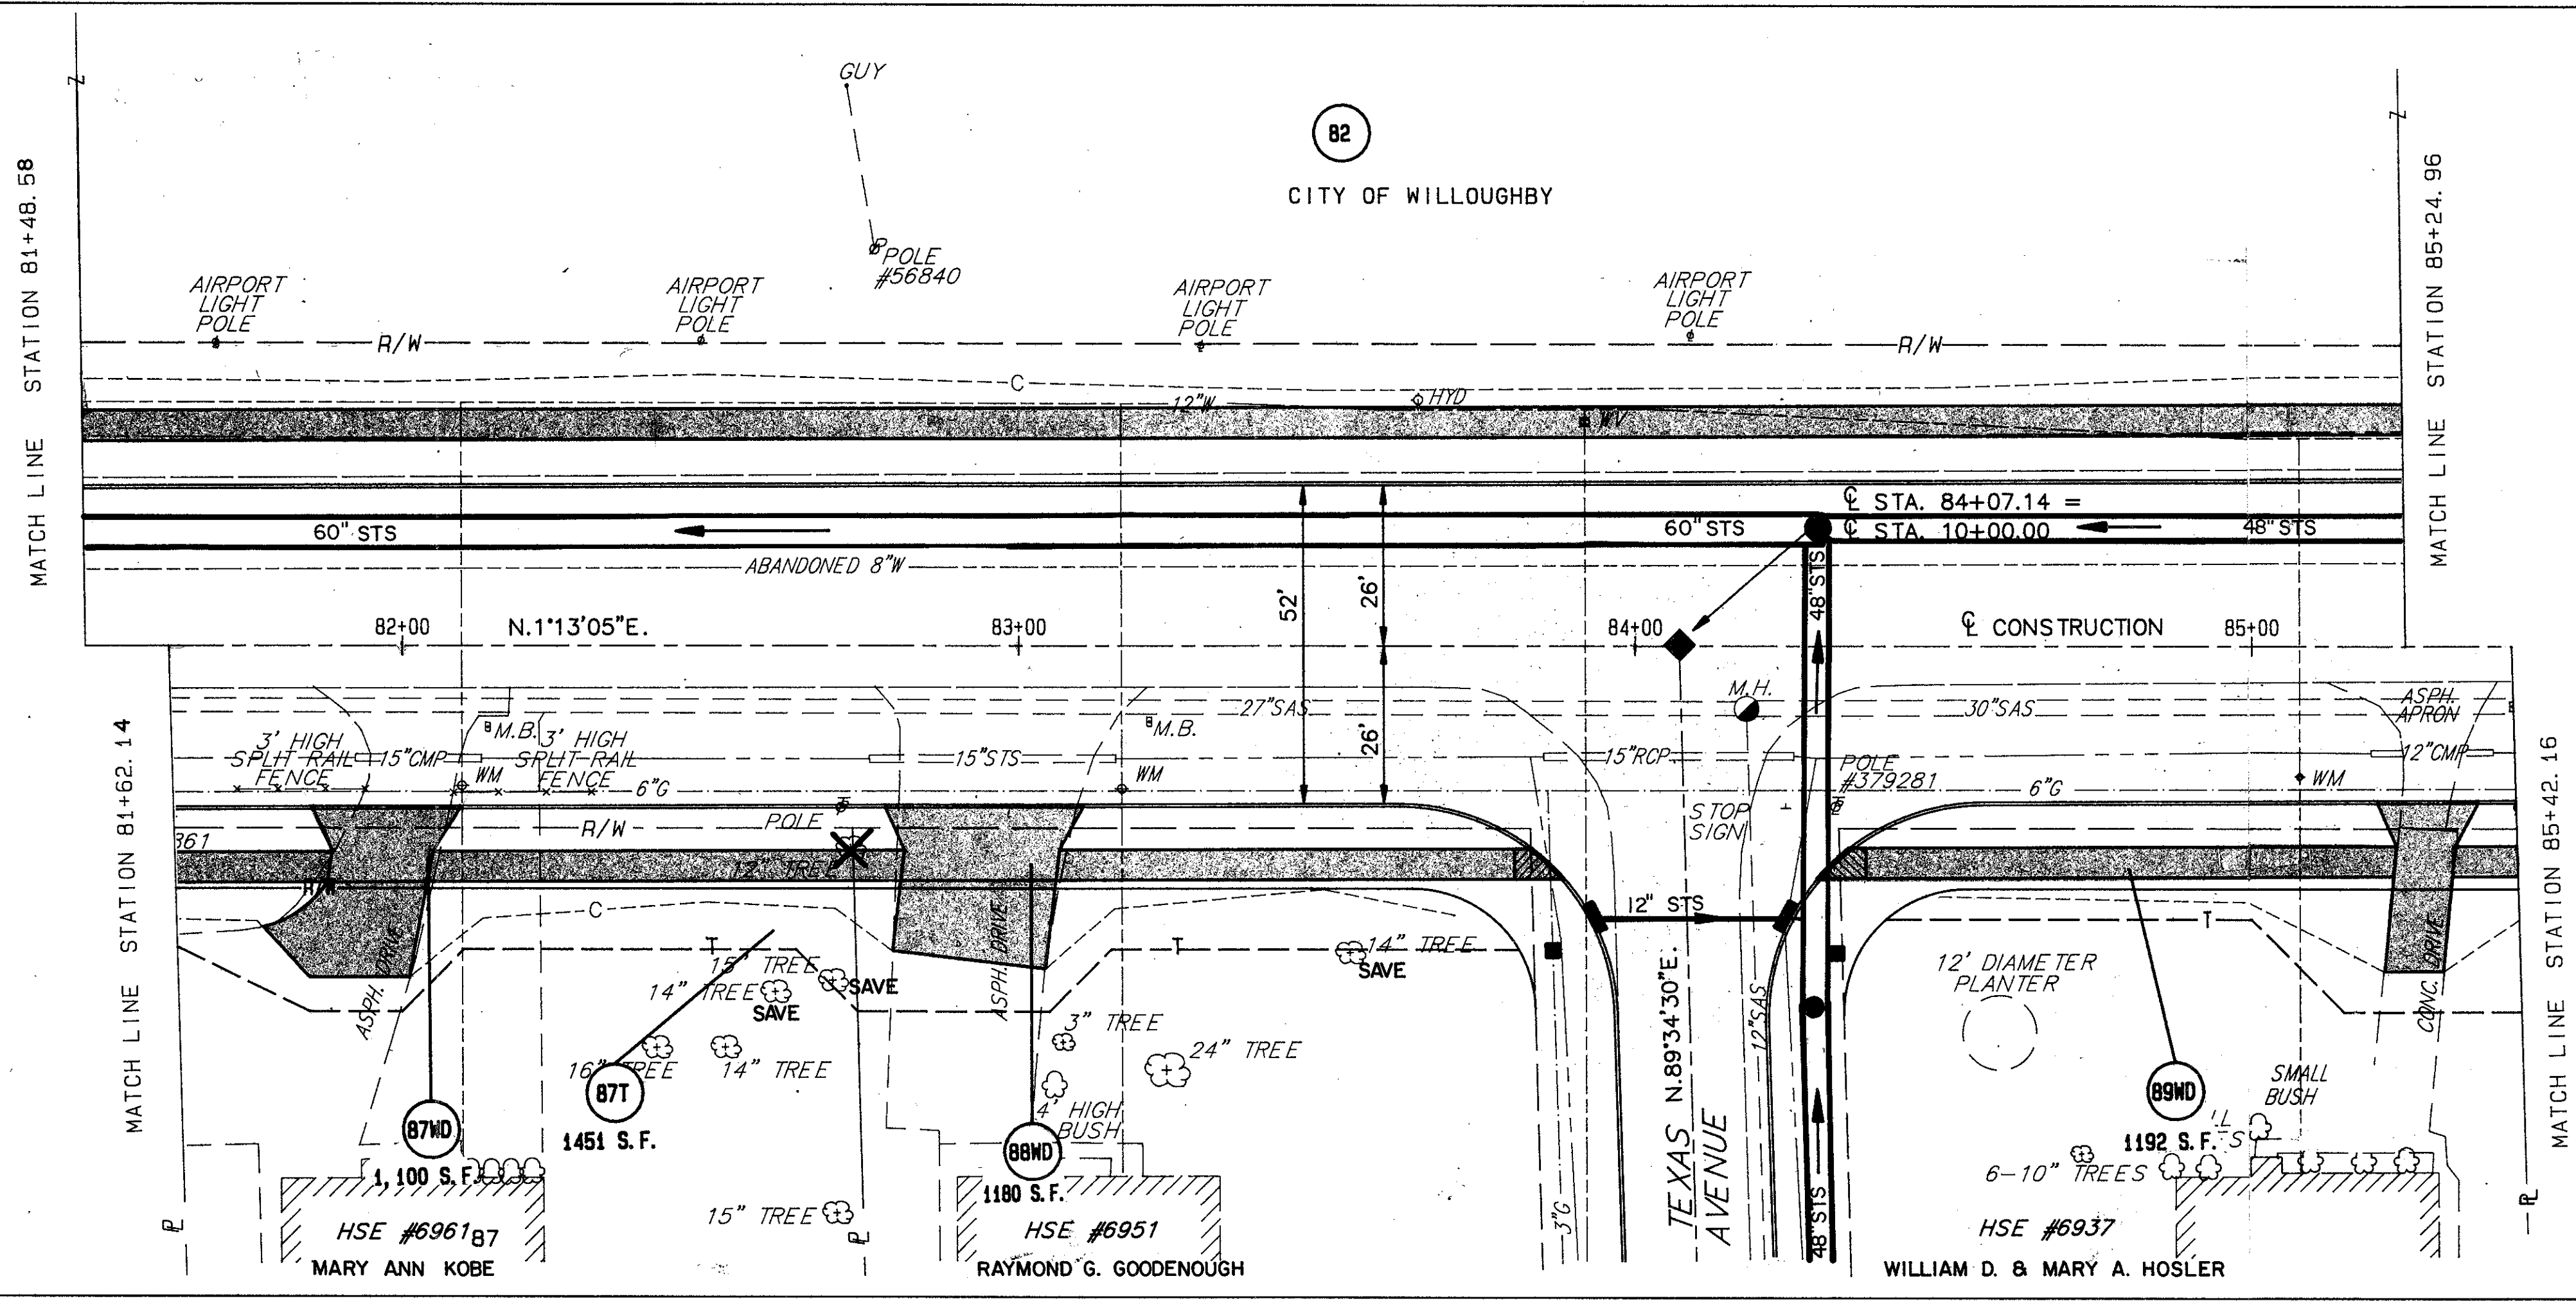 GUY
82
CITY OF WILLOUGHBY
POLE
#56840
AIRPORT
LIGHT
POLE
AIRPORT
LIGHT
POLE
AIRPORT
LIGHT
POLE
AIRPORT
LIGHT
POLE
MATCH LINE STATION 81+48.58
MATCH LINE STATION 85+24.96
R/W
R/W
C
12"W
HYD
WV
60" STS
60" STS
℄ STA. 84+07.14 =
℄ STA. 10+00.00
48" STS
48" STS
ABANDONED 8"W
52'
26'
26'
82+00
N.1°13'05"E.
83+00
84+00
℄ CONSTRUCTION
85+00
MATCH LINE STATION 81+62.14
MATCH LINE STATION 85+42.16
M.H.
27"SAS
30"SAS
ASPH.
APRON
M.B.
M.B.
3' HIGH
SPLIT RAIL
FENCE
15"CMP
3' HIGH
SPLIT RAIL
FENCE
15"STS
15"RCP
12"CMP
WM
WM
WM
6"G
6"G
POLE
#379281
STOP
SIGN
361
R/W
POLE
12" TREE
R/W
C
12" STS
T
T
T
ASPH. DRIVE
ASPH. DRIVE
CONC. DRIVE
15" TREE
SAVE
14" TREE
SAVE
14" TREE
SAVE
16" TREE
14" TREE
3" TREE
24" TREE
4' HIGH
BUSH
12' DIAMETER
PLANTER
SMALL
BUSH
87WD
1,100 S.F.
87T
1451 S.F.
88WD
1180 S.F.
89WD
1192 S.F.
6-10" TREES
15" TREE
3"G
12"SAS
48" STS
TEXAS
AVENUE
N.89°34'30"E.
HSE #6961
87
MARY ANN KOBE
HSE #6951
RAYMOND G. GOODENOUGH
HSE #6937
WILLIAM D. & MARY A. HOSLER
PL
PL
PL